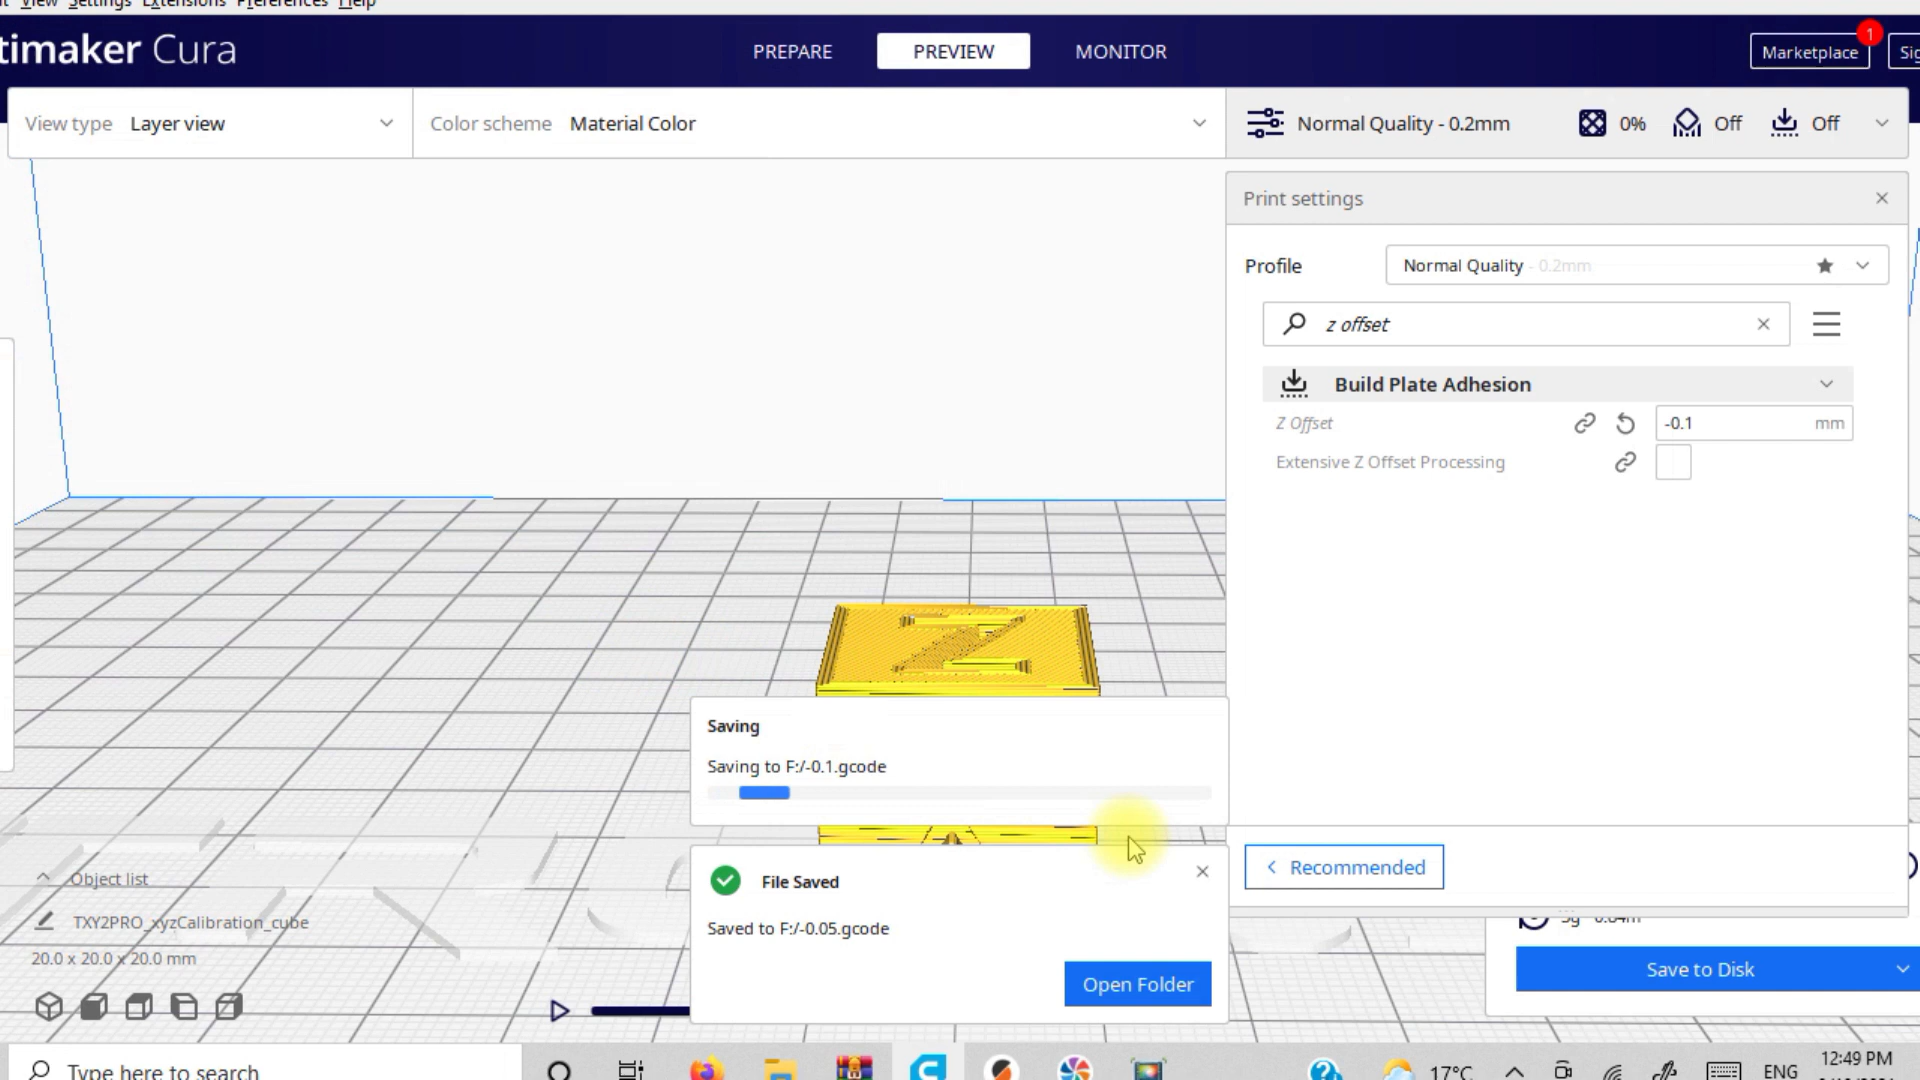 View Settings Extensions Preferences Help
timaker Cura
PREPARE
PREVIEW
MONITOR
Marketplace
1
View type Layer view
Color scheme Material Color
Normal Quality - 0.2mm
0%
Off
Off
Print settings
Profile
Normal Quality - 0.2mm
z offset
Build Plate Adhesion
Z Offset
-0.1 mm
Extensive Z Offset Processing
Z
Saving
Saving to F:/-0.1.gcode
File Saved
Saved to F:/-0.05.gcode
Open Folder
Recommended
Object list
TXY2PRO_xyzCalibration_cube
20.0 x 20.0 x 20.0 mm
Save to Disk
Type here to search
17°C
ENG
12:49 PM